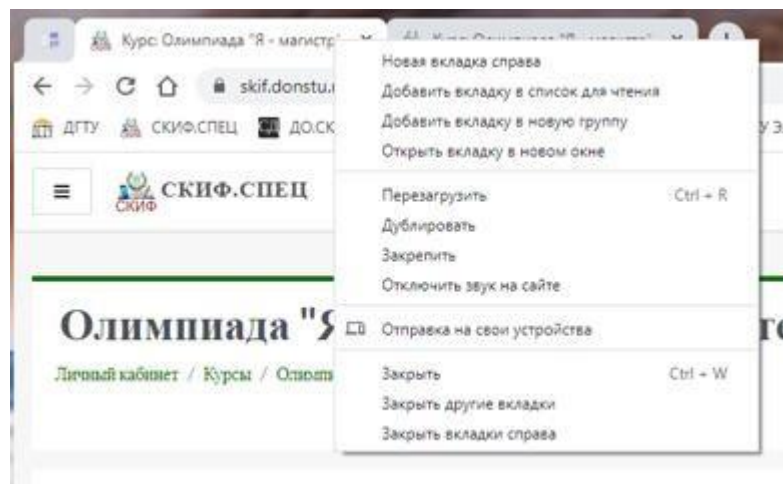 Курс: Олимпиада "Я - магистр"
skif.donstu.
ДГТУ СКИФ.СПЕЦ ДО.СК
СКИФ
СКИФ.СПЕЦ
Олимпиада "Я
Личный кабинет / Курсы / Олимпи
Новая вкладка справа
Добавить вкладку в список для чтения
Добавить вкладку в новую группу
Открыть вкладку в новом окне
Перезагрузить Ctrl + R
Дублировать
Закрепить
Отключить звук на сайте
Отправка на свои устройства
Закрыть Ctrl + W
Закрыть другие вкладки
Закрыть вкладки справа